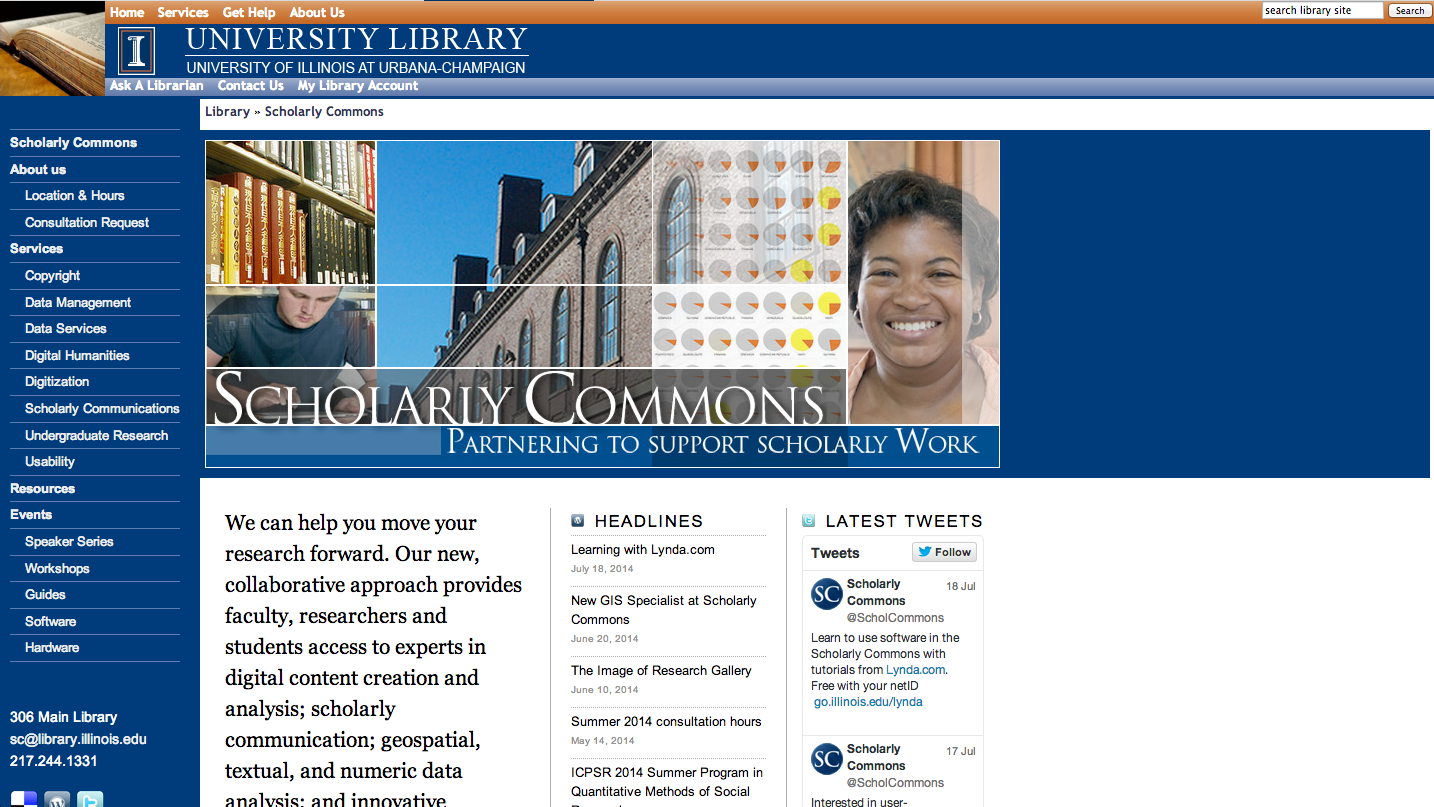 Home Services Get Help About Us
search library site Search
I
UNIVERSITY LIBRARY
UNIVERSITY OF ILLINOIS AT URBANA-CHAMPAIGN
Ask A Librarian Contact Us My Library Account
Library » Scholarly Commons
Scholarly Commons
About us
Location & Hours
Consultation Request
Services
Copyright
Data Management
Data Services
Digital Humanities
Digitization
Scholarly Communications
Undergraduate Research
Usability
Resources
Events
Speaker Series
Workshops
Guides
Software
Hardware
306 Main Library
sc@library.illinois.edu
217.244.1331
SCHOLARLY COMMONS
PARTNERING TO SUPPORT SCHOLARLY WORK
We can help you move your
research forward. Our new,
collaborative approach provides
faculty, researchers and
students access to experts in
digital content creation and
analysis; scholarly
communication; geospatial,
textual, and numeric data
analysis; and innovative
HEADLINES
Learning with Lynda.com
July 18, 2014
New GIS Specialist at Scholarly
Commons
June 20, 2014
The Image of Research Gallery
June 10, 2014
Summer 2014 consultation hours
May 14, 2014
ICPSR 2014 Summer Program in
Quantitative Methods of Social
LATEST TWEETS
Tweets Follow
SC Scholarly 18 Jul
Commons
@ScholCommons
Learn to use software in the
Scholarly Commons with
tutorials from Lynda.com.
Free with your netID
go.illinois.edu/lynda
SC Scholarly 17 Jul
Commons
@ScholCommons
Interested in user-